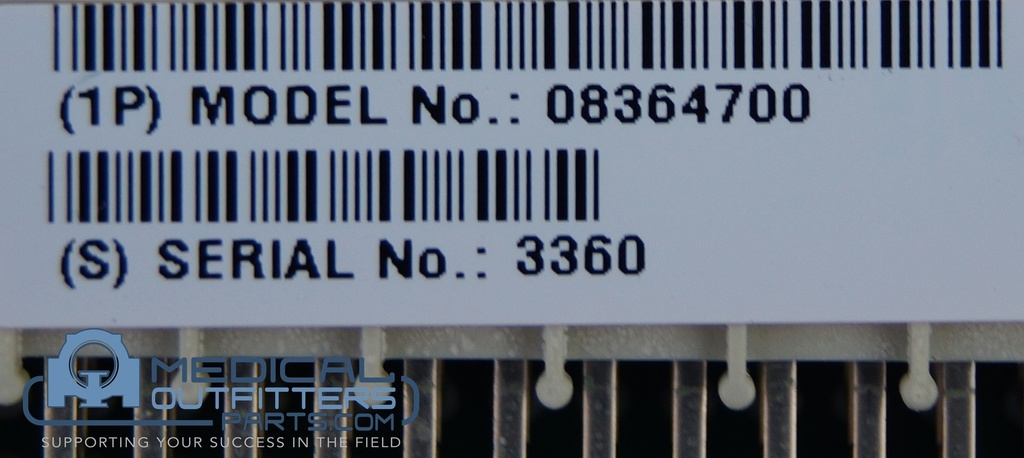 (1P) MODEL No.: 08364700
(S) SERIAL No.: 3360
MEDICAL
OUTFITTERS
PARTS.COM
SUPPORTING YOUR SUCCESS IN THE FIELD